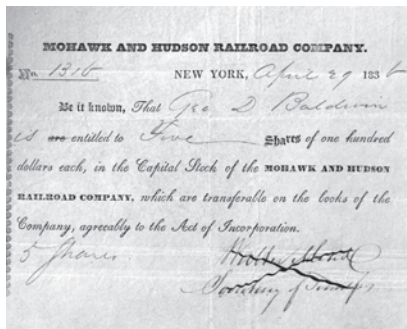 MOHAWK AND HUDSON RAILROAD COMPANY.
No. 1316 NEW YORK, April 29 1836
Be it known, That Geo D Baldwin
is are entitled to Five Shares of one hundred
dollars each, in the Capital Stock of the MOHAWK AND HUDSON
RAILROAD COMPANY, which are transferable on the books of the
Company, agreeably to the Act of Incorporation.
5 Shares
Secretary of